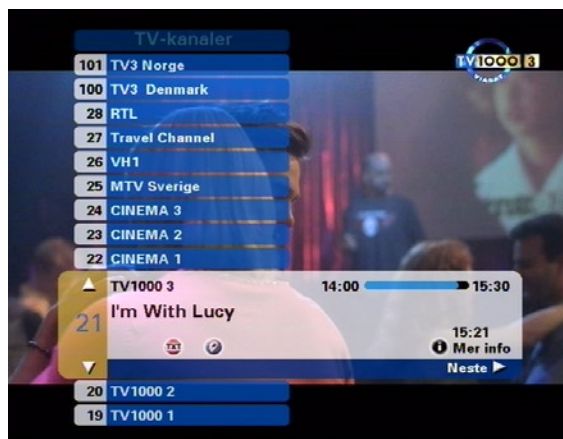 TV-kanaler
TV1000 3
VIASAT
101 TV3 Norge
100 TV3 Denmark
28 RTL
27 Travel Channel
26 VH1
25 MTV Sverige
24 CINEMA 3
23 CINEMA 2
22 CINEMA 1
TV1000 3 14:00 15:30
21 I'm With Lucy
TXT
15:21
i Mer info
Neste
20 TV1000 2
19 TV1000 1